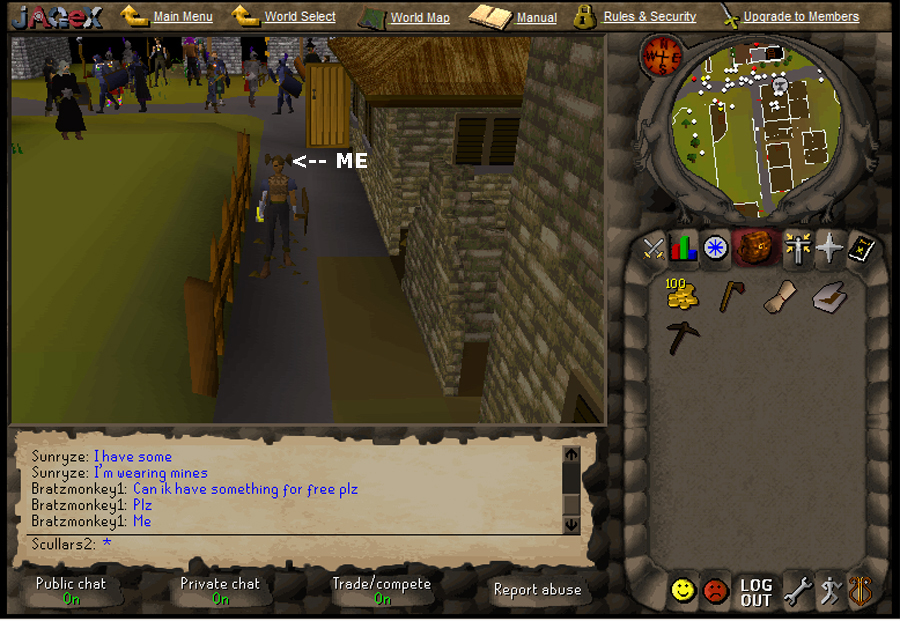 JAGEX Main Menu World Select World Map Manual Rules & Security Upgrade to Members
N
W E
S
<-- ME
100
Sunryze: I have some
Sunryze: I'm wearing mines
Bratzmonkey1: Can ik have something for free plz
Bratzmonkey1: Plz
Bratzmonkey1: Me
Scullars2: *
Public chat Private chat Trade/compete Report abuse
On On On
LOG
OUT